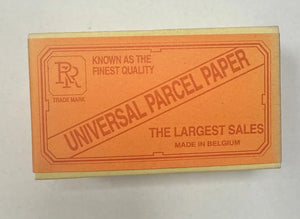 RR
TRADE MARK
KNOWN AS THE
FINEST QUALITY
UNIVERSAL PARCEL PAPER
THE LARGEST SALES
MADE IN BELGIUM